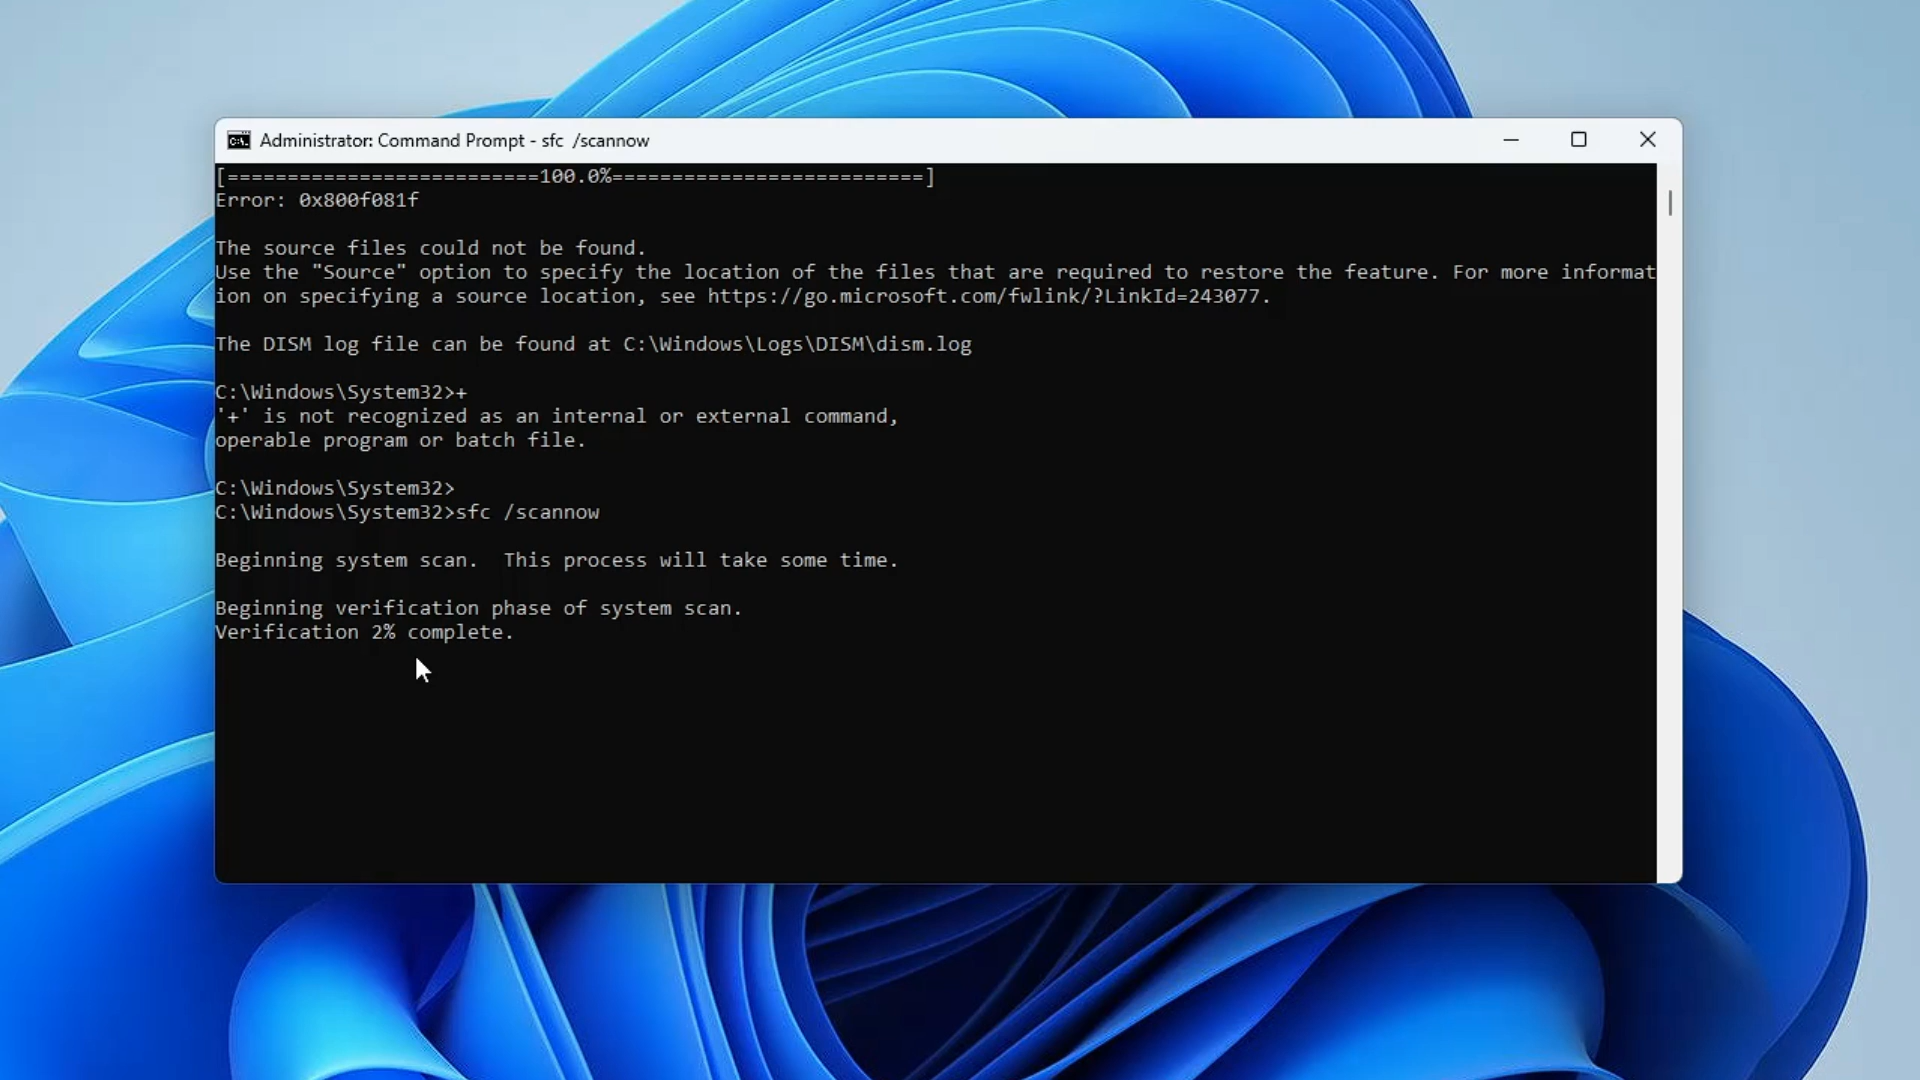 Administrator: Command Prompt - sfc  /scannow
[==========================100.0%==========================]
Error: 0x800f081f
The source files could not be found.
Use the "Source" option to specify the location of the files that are required to restore the feature. For more informat
ion on specifying a source location, see https://go.microsoft.com/fwlink/?LinkId=243077.
The DISM log file can be found at C:\Windows\Logs\DISM\dism.log
C:\Windows\System32>+
'+' is not recognized as an internal or external command,
operable program or batch file.
C:\Windows\System32>
C:\Windows\System32>sfc /scannow
Beginning system scan.  This process will take some time.
Beginning verification phase of system scan.
Verification 2% complete.